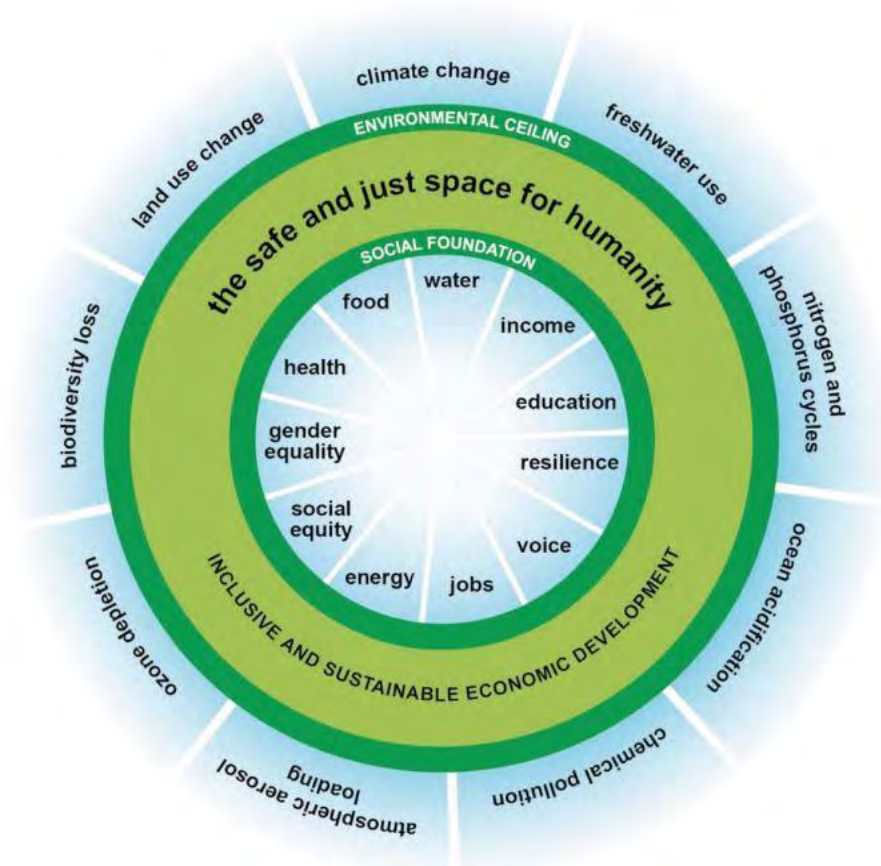 climate change
freshwater use
nitrogen and
phosphorus cycles
ocean acidification
chemical pollution
atmospheric aerosol
loading
ozone depletion
biodiversity loss
land use change
ENVIRONMENTAL CEILING
the safe and just space for humanity
SOCIAL FOUNDATION
water
income
education
resilience
voice
jobs
energy
social
equity
gender
equality
health
food
INCLUSIVE AND SUSTAINABLE ECONOMIC DEVELOPMENT